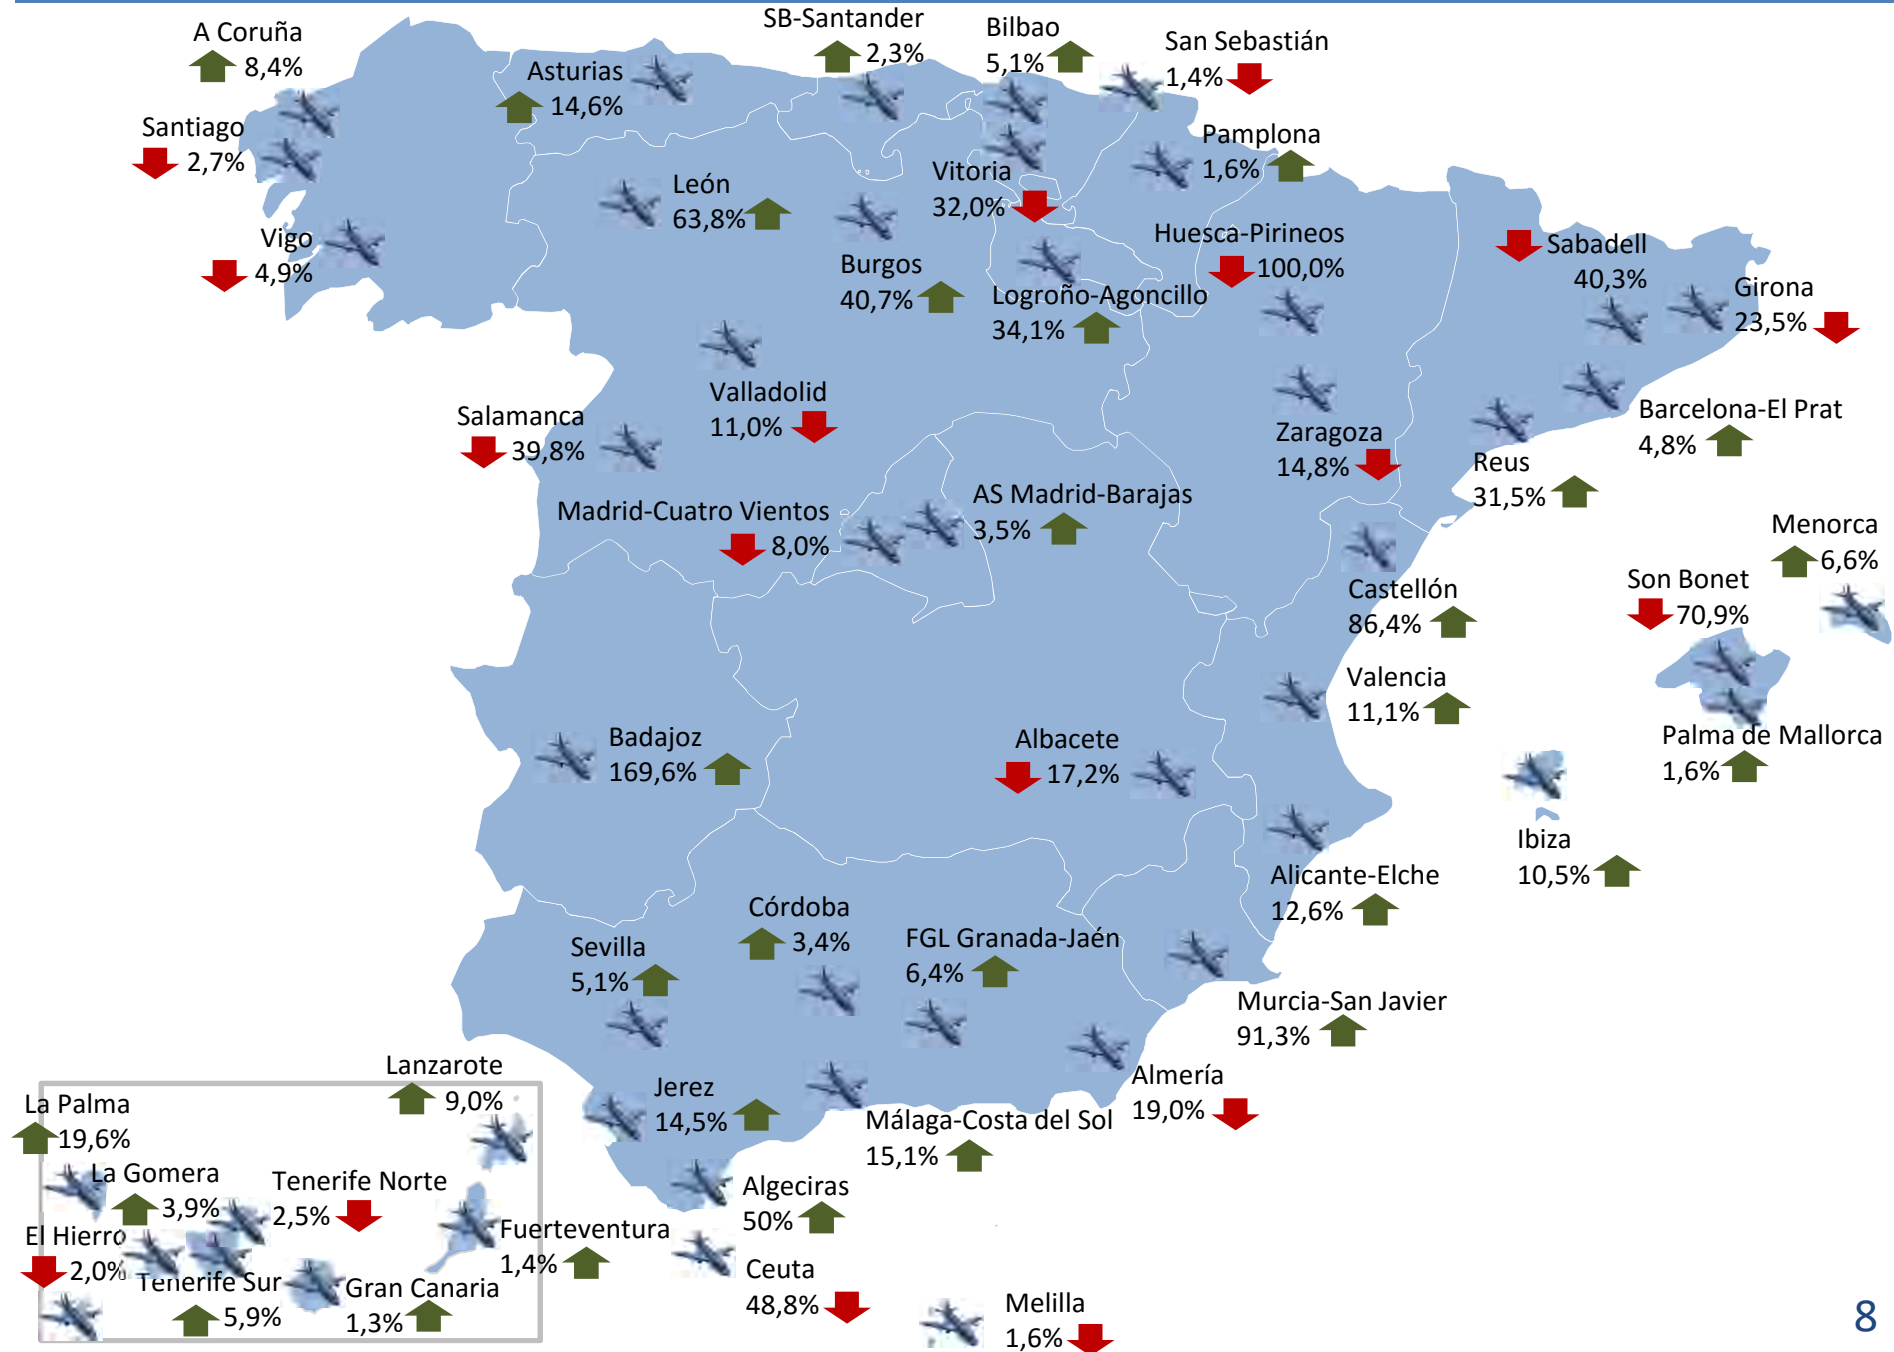 A Coruña
8,4%
SB-Santander
2,3%
Bilbao
5,1%
San Sebastián
1,4%
Asturias
14,6%
Santiago
2,7%
Pamplona
1,6%
León
63,8%
Vitoria
32,0%
Vigo
4,9%
Burgos
40,7%
Huesca-Pirineos
100,0%
Sabadell
40,3%
Girona
23,5%
Logroño-Agoncillo
34,1%
Valladolid
11,0%
Salamanca
39,8%
Zaragoza
14,8%
Barcelona-El Prat
4,8%
Reus
31,5%
Madrid-Cuatro Vientos
8,0%
AS Madrid-Barajas
3,5%
Menorca
6,6%
Son Bonet
70,9%
Castellón
86,4%
Valencia
11,1%
Palma de Mallorca
1,6%
Badajoz
169,6%
Albacete
17,2%
Ibiza
10,5%
Alicante-Elche
12,6%
Córdoba
3,4%
Sevilla
5,1%
FGL Granada-Jaén
6,4%
Murcia-San Javier
91,3%
Almería
19,0%
Lanzarote
9,0%
La Palma
19,6%
Jerez
14,5%
Málaga-Costa del Sol
15,1%
La Gomera
3,9%
Tenerife Norte
2,5%
Algeciras
50%
Fuerteventura
1,4%
El Hierro
2,0%
Tenerife Sur
5,9%
Gran Canaria
1,3%
Ceuta
48,8%
Melilla
1,6%
8